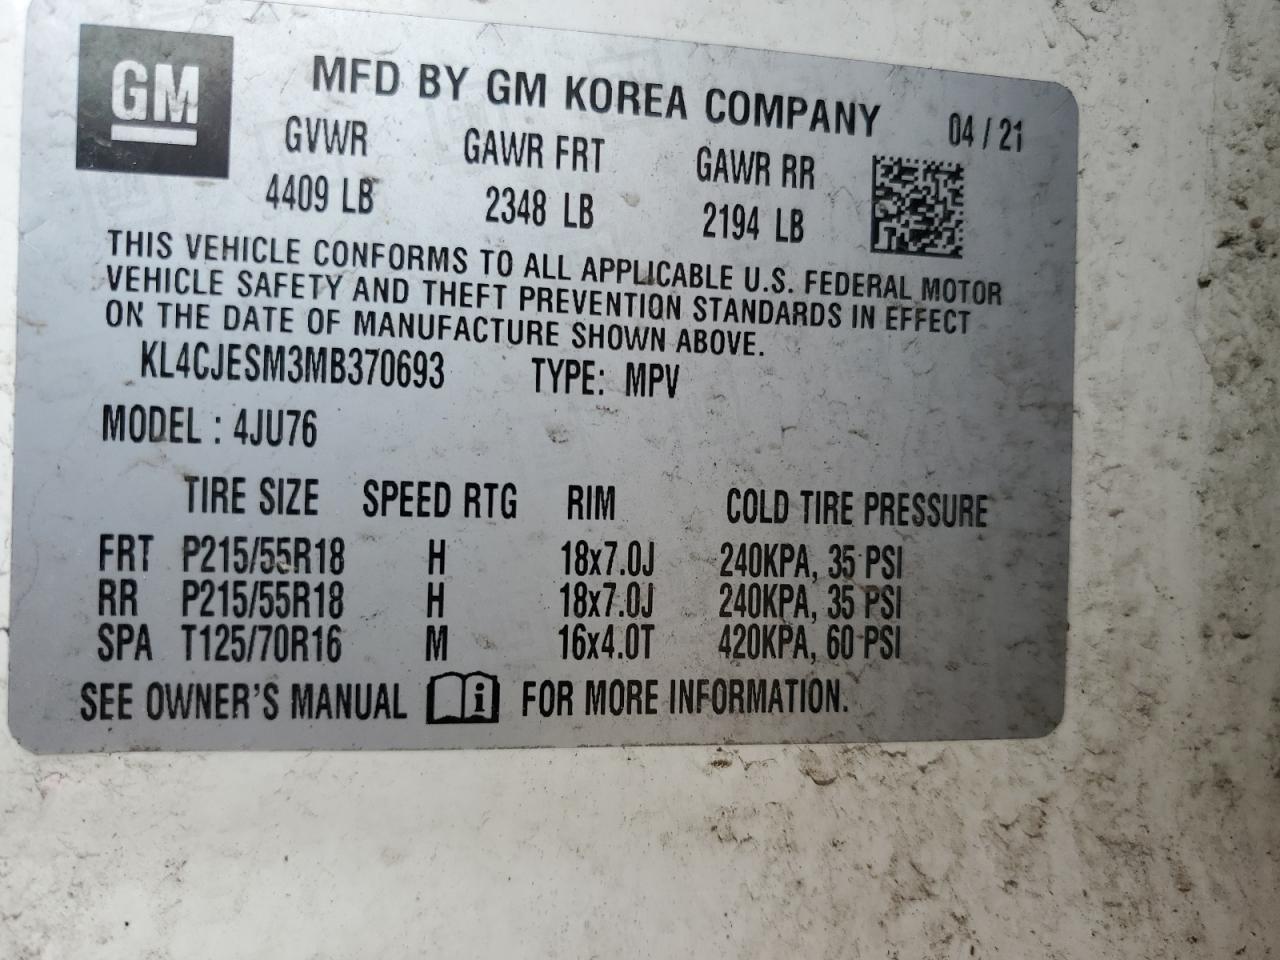 GM
MFD BY GM KOREA COMPANY
04 / 21
GVWR GAWR FRT GAWR RR
4409 LB 2348 LB 2194 LB
THIS VEHICLE CONFORMS TO ALL APPLICABLE U.S. FEDERAL MOTOR
VEHICLE SAFETY AND THEFT PREVENTION STANDARDS IN EFFECT
ON THE DATE OF MANUFACTURE SHOWN ABOVE.
KL4CJESM3MB370693 TYPE: MPV
MODEL : 4JU76
TIRE SIZE SPEED RTG RIM COLD TIRE PRESSURE
FRT P215/55R18 H 18x7.0J 240KPA, 35 PSI
RR P215/55R18 H 18x7.0J 240KPA, 35 PSI
SPA T125/70R16 M 16x4.0T 420KPA, 60 PSI
SEE OWNER'S MANUAL i FOR MORE INFORMATION.